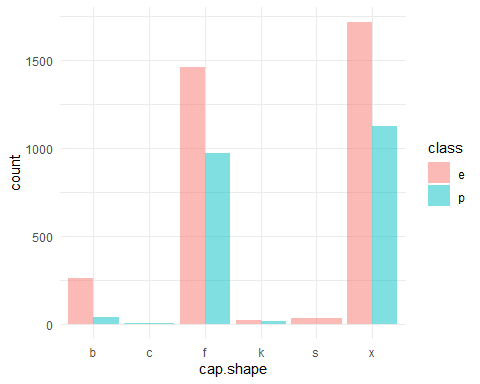 1500
1000
500
0
count
b c f k s x
cap.shape
class
e
p